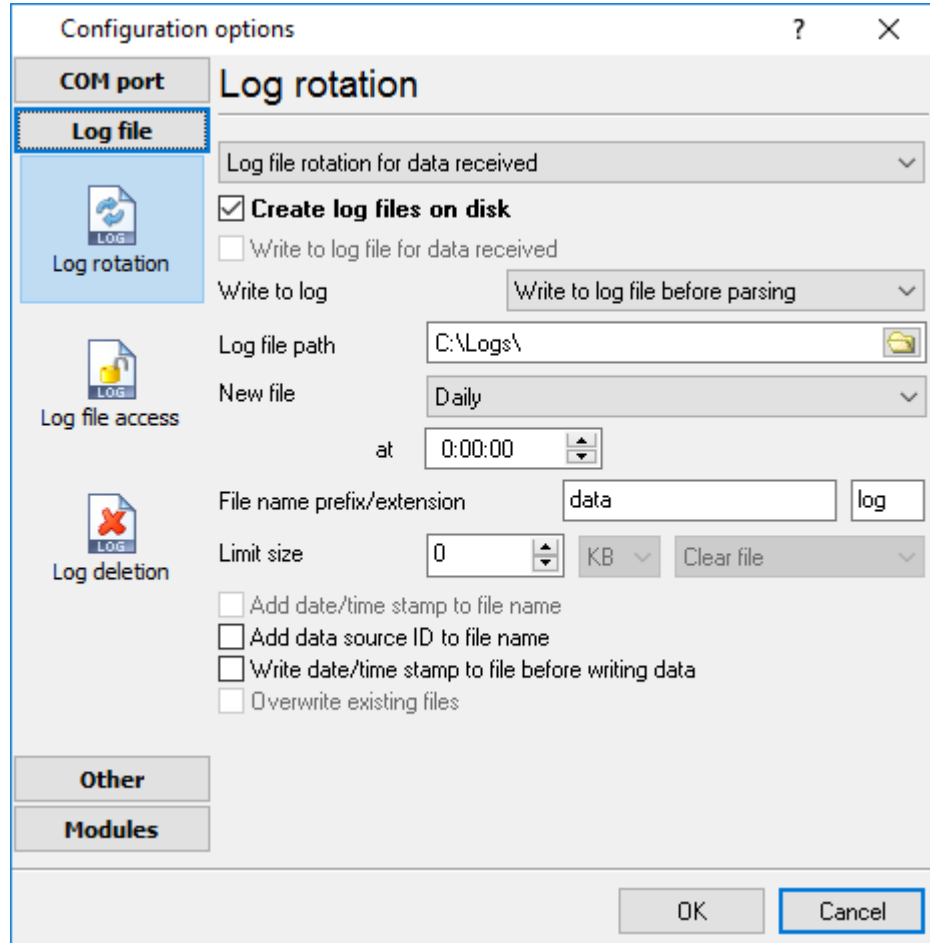 Configuration options
?
COM port
Log file
LOG
Log rotation
LOG
Log file access
LOG
Log deletion
Other
Modules
Log rotation
Log file rotation for data received
Create log files on disk
Write to log file for data received
Write to log Write to log file before parsing
Log file path C:\Logs\
New file Daily
at 0:00:00
File name prefix/extension data log
Limit size 0 KB Clear file
Add date/time stamp to file name
Add data source ID to file name
Write date/time stamp to file before writing data
Overwrite existing files
OK Cancel